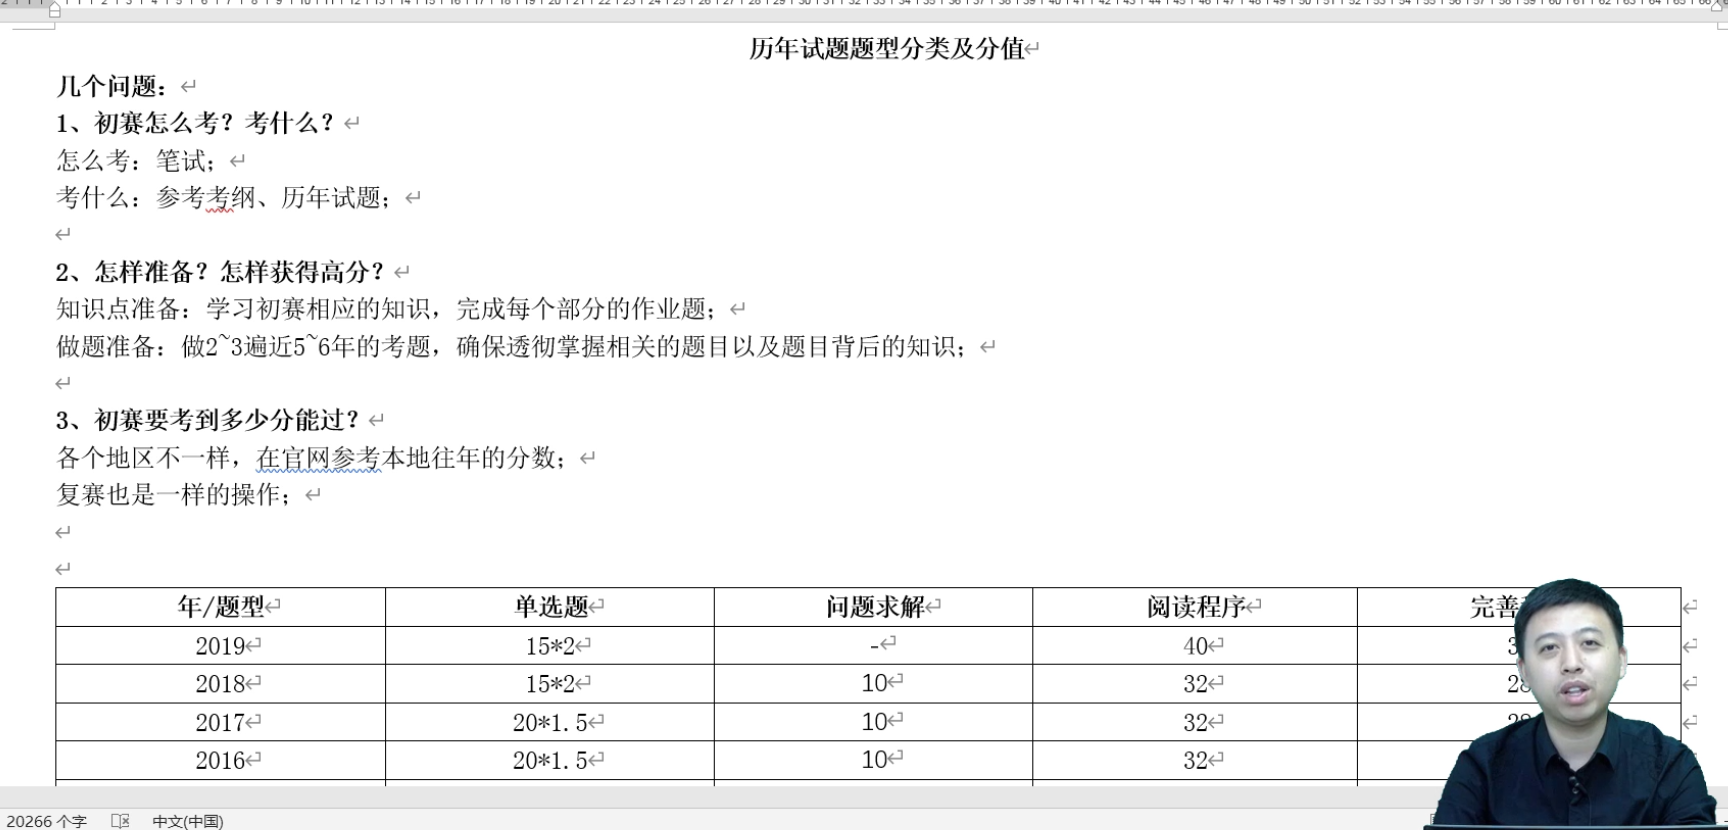 历年试题题型分类及分值
几个问题：
1、初赛怎么考？考什么？
怎么考：笔试；
考什么：参考考纲、历年试题；
2、怎样准备？怎样获得高分？
知识点准备：学习初赛相应的知识，完成每个部分的作业题；
做题准备：做2~3遍近5~6年的考题，确保透彻掌握相关的题目以及题目背后的知识；
3、初赛要考到多少分能过？
各个地区不一样，在官网参考本地往年的分数；
复赛也是一样的操作；
年/题型 单选题 问题求解 阅读程序 完善
2019 15*2 - 40
2018 15*2 10 32
2017 20*1.5 10 32
2016 20*1.5 10 32
20266 个字 中文(中国)